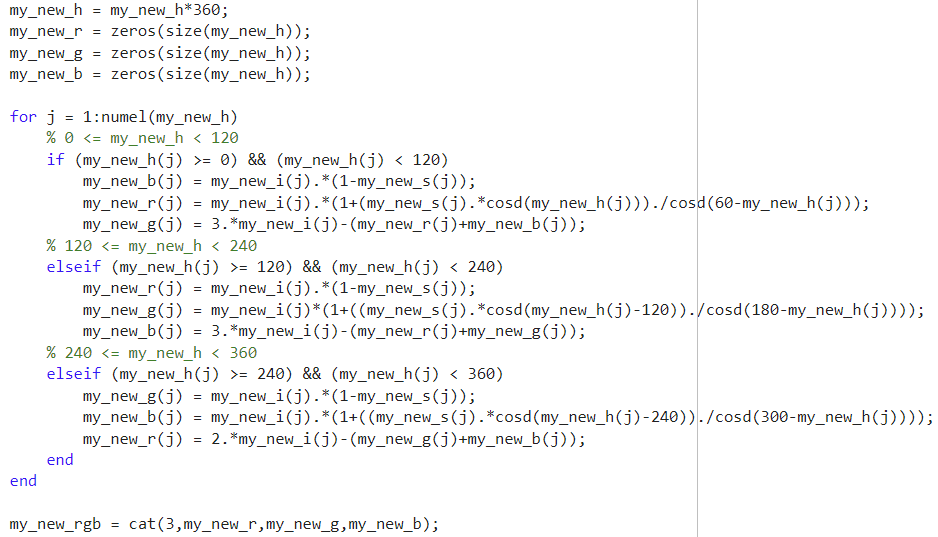 my_new_h = my_new_h*360;
my_new_r = zeros(size(my_new_h));
my_new_g = zeros(size(my_new_h));
my_new_b = zeros(size(my_new_h));

for j = 1:numel(my_new_h)
    % 0 <= my_new_h < 120
    if (my_new_h(j) >= 0) && (my_new_h(j) < 120)
        my_new_b(j) = my_new_i(j).*(1-my_new_s(j));
        my_new_r(j) = my_new_i(j).*(1+(my_new_s(j).*cosd(my_new_h(j)))./cosd(60-my_new_h(j)));
        my_new_g(j) = 3.*my_new_i(j)-(my_new_r(j)+my_new_b(j));
    % 120 <= my_new_h < 240
    elseif (my_new_h(j) >= 120) && (my_new_h(j) < 240)
        my_new_r(j) = my_new_i(j).*(1-my_new_s(j));
        my_new_g(j) = my_new_i(j)*(1+((my_new_s(j).*cosd(my_new_h(j)-120))./cosd(180-my_new_h(j))));
        my_new_b(j) = 3.*my_new_i(j)-(my_new_r(j)+my_new_g(j));
    % 240 <= my_new_h < 360
    elseif (my_new_h(j) >= 240) && (my_new_h(j) < 360)
        my_new_g(j) = my_new_i(j).*(1-my_new_s(j));
        my_new_b(j) = my_new_i(j).*(1+((my_new_s(j).*cosd(my_new_h(j)-240))./cosd(300-my_new_h(j))));
        my_new_r(j) = 2.*my_new_i(j)-(my_new_g(j)+my_new_b(j));
    end
end

my_new_rgb = cat(3,my_new_r,my_new_g,my_new_b);